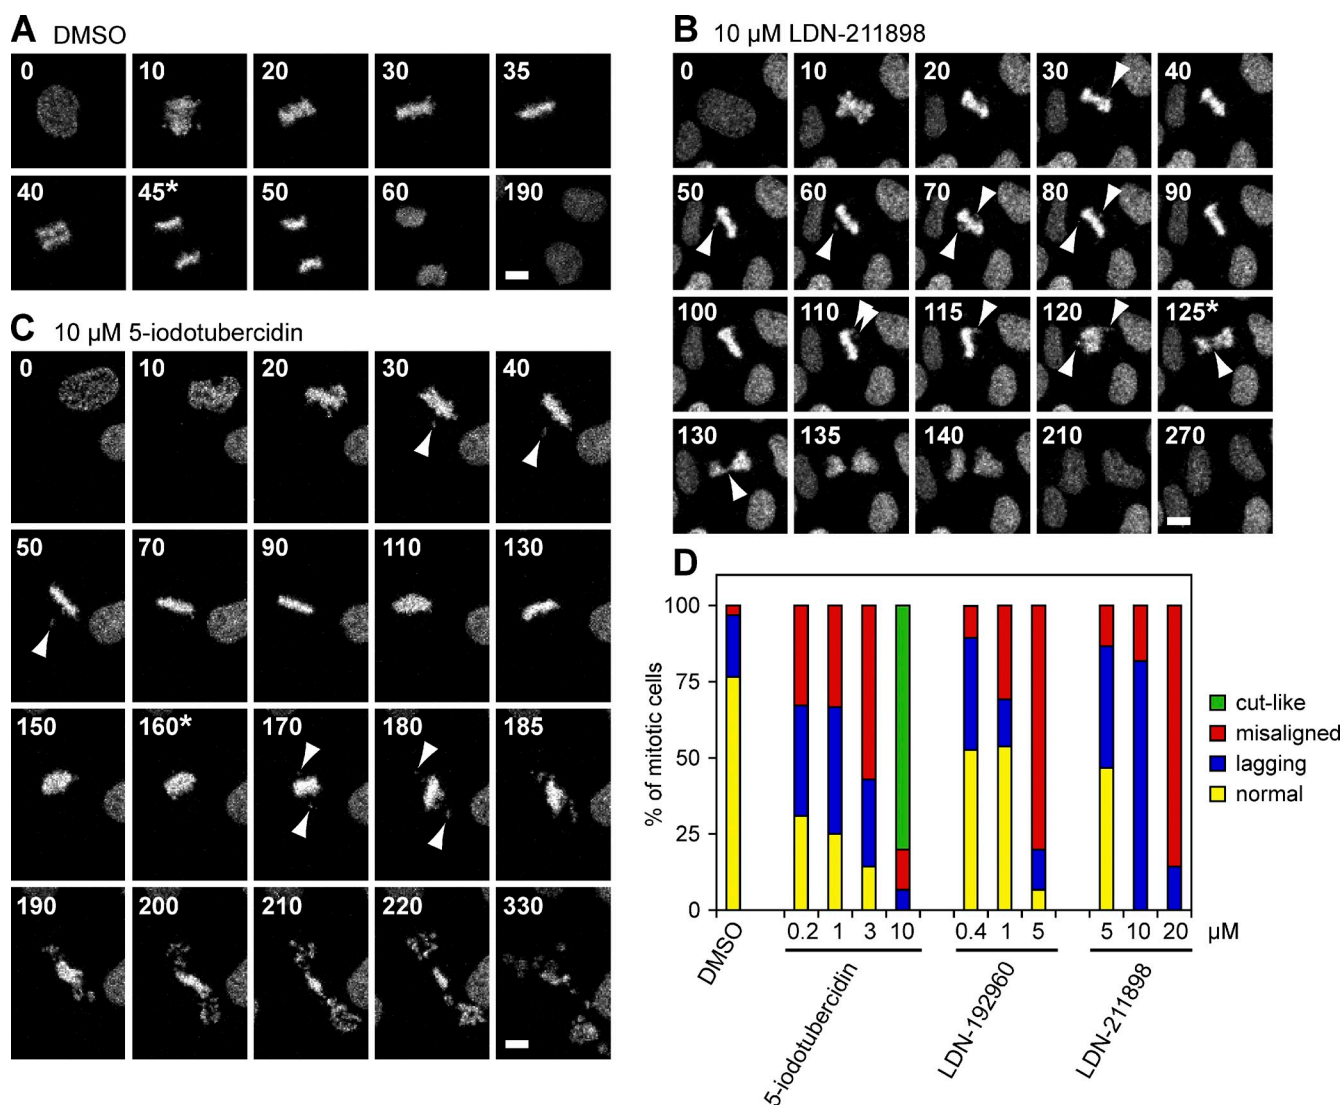 A DMSO
0 10 20 30 35
40 45* 50 60 190
B 10 µM LDN-211898
0 10 20 30 40
50 60 70 80 90
100 110 115 120 125*
130 135 140 210 270
C 10 µM 5-iodotubercidin
0 10 20 30 40
50 70 90 110 130
150 160* 170 180 185
190 200 210 220 330
D
% of mitotic cells
100
75
50
25
0
0.2 1 3 10 0.4 1 5 5 10 20 µM
DMSO
5-iodotubercidin
LDN-192960
LDN-211898
cut-like
misaligned
lagging
normal